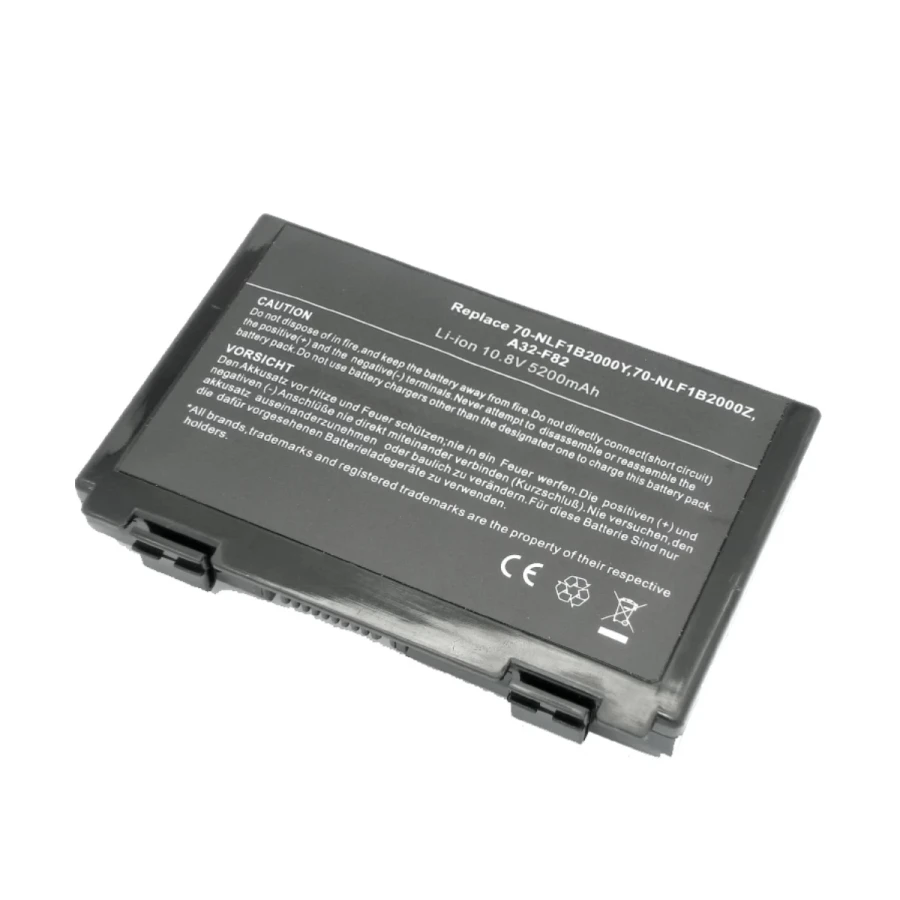 Replace 70-NLF1B2000Y,70-NLF1B2000Z,
A32-F82
Li-ion 10.8V 5200mAh
CAUTION
Do not dispose of in fire,and keep the battery away from fire.Do not directly connect(short circuit)
the positive(+) and the negative(-) terminals.Never attempt to disassemble or reassemble the
battery pack.Do not use battery chargers other than the designated one to charge this battery pack.
VORSICHT
Den Akkusatz vor Hitze und Feuer schützen;nie in ein Feuer werfen.Die positiven (+) und
negativen (-) Anschlüße nie direkt miteinander verbinden (Kurzschluß).Nie versuchen,den
akkusatz auseinanderzunehmen oder baulich zu verändern.Für diese Batterie Sind nur
die dafür vorgesehenen Batterieladegeräte zu verwenden.
*All brands,trademarks and registered trademarks are the property of their respective
holders.
CE